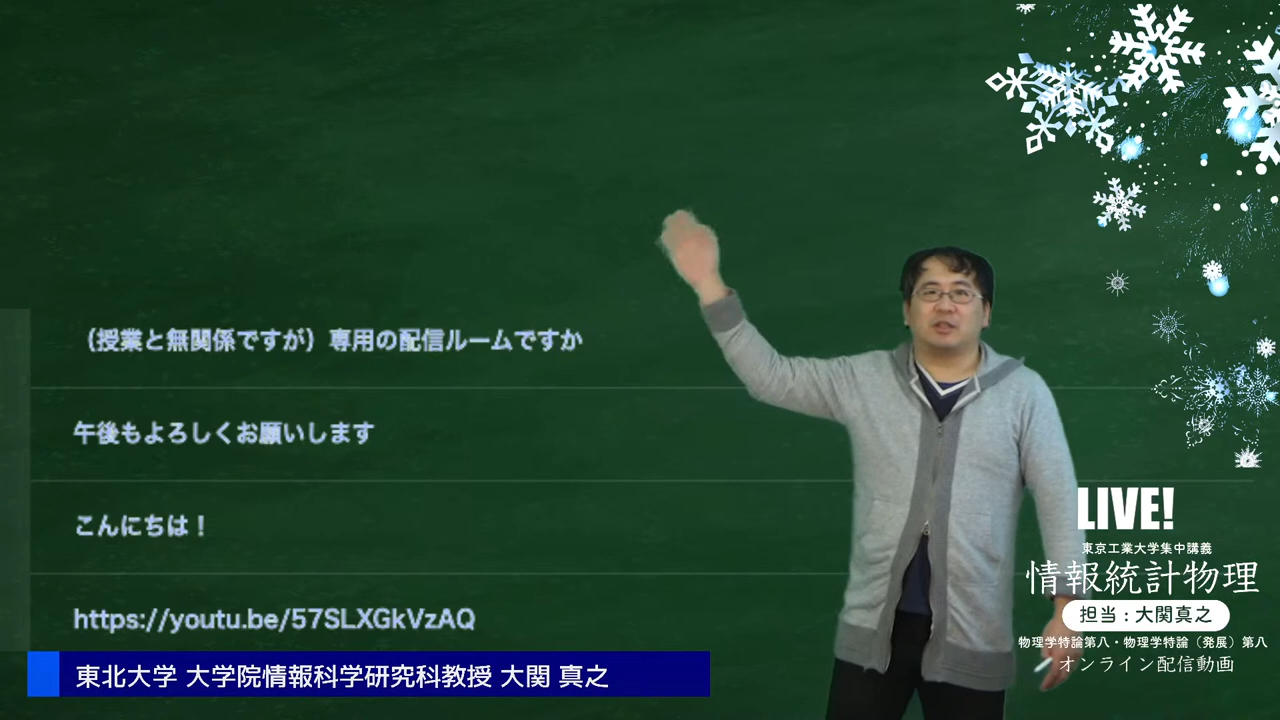 （授業と無関係ですが）専用の配信ルームですか
午後もよろしくお願いします
こんにちは！
https://youtu.be/57SLXGkVzAQ
東北大学 大学院情報科学研究科教授 大関 真之
LIVE!
東京工業大学集中講義
情報統計物理
担当：大関真之
物理学特論第八・物理学特論（発展）第八
オンライン配信動画